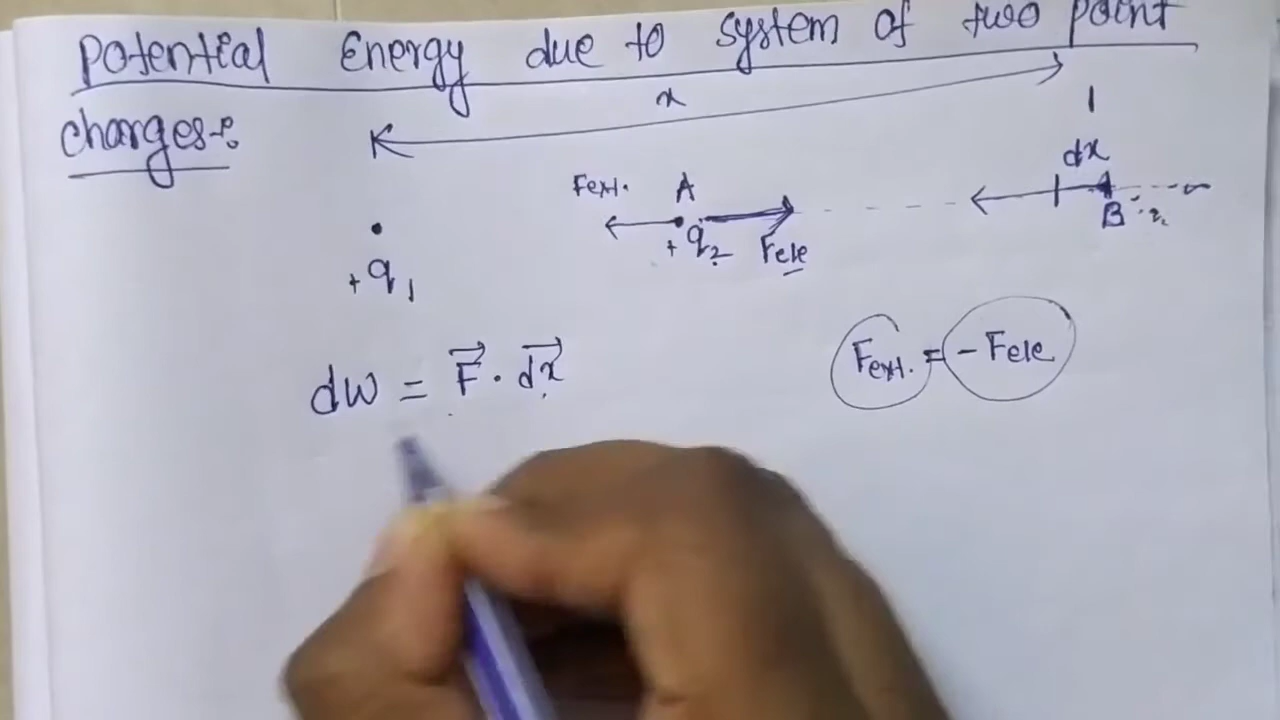 Potential Energy due to system of two point
charges:-
x
dx
Fext. A
B
+q₂ Fele
+q₁
Fext. = -Fele
dw = F⃗ · dx⃗